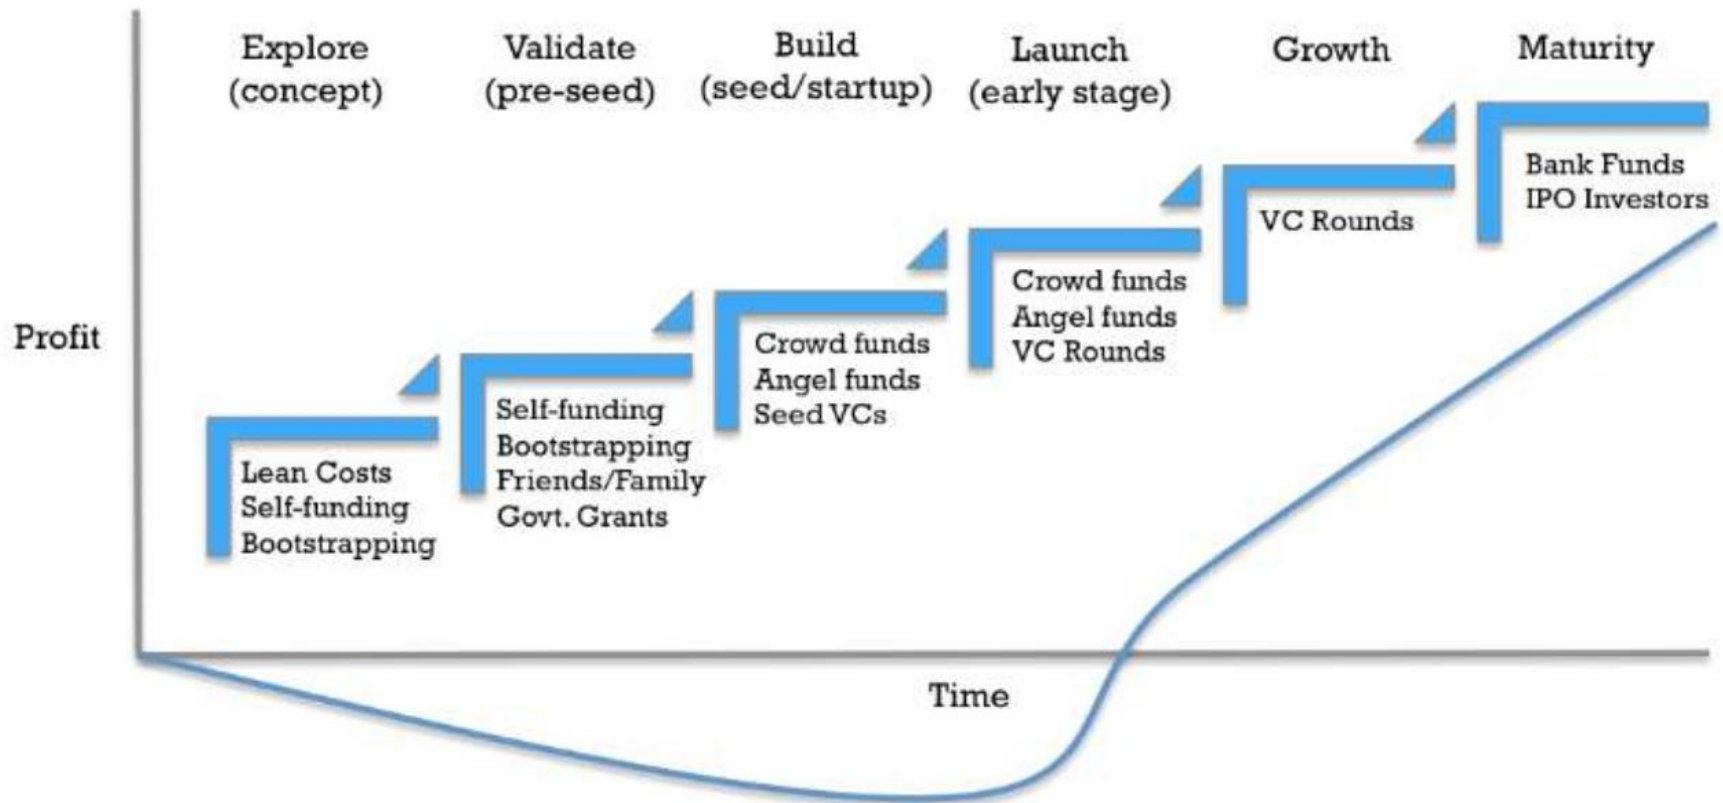 Explore
(concept)
Validate
(pre-seed)
Build
(seed/startup)
Launch
(early stage)
Growth
Maturity
Profit
Lean Costs
Self-funding
Bootstrapping
Self-funding
Bootstrapping
Friends/Family
Govt. Grants
Crowd funds
Angel funds
Seed VCs
Crowd funds
Angel funds
VC Rounds
VC Rounds
Bank Funds
IPO Investors
Time